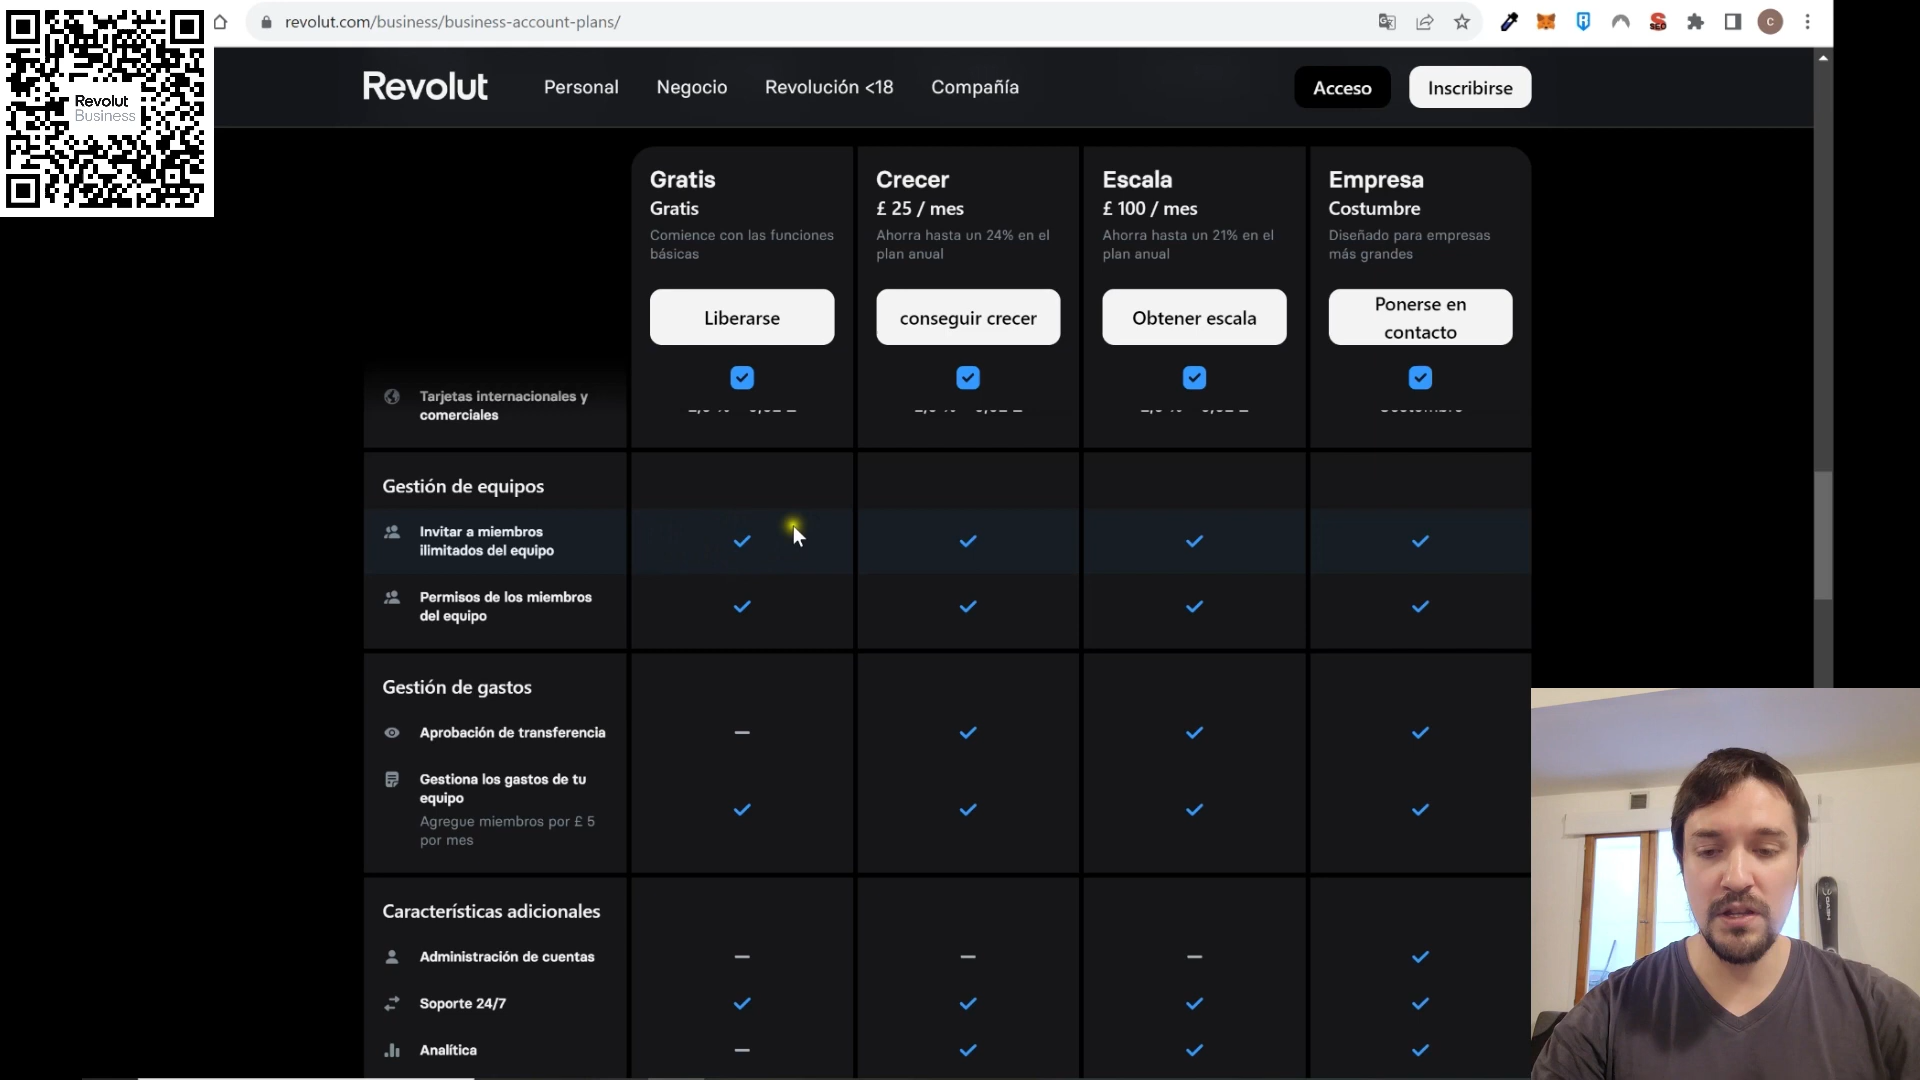 revolut.com/business/business-account-plans/
Revolut
Business
Revolut
Personal
Negocio
Revolución <18
Compañía
Acceso
Inscribirse
Gratis
Gratis
Comience con las funciones
básicas
Liberarse
Crecer
£ 25 / mes
Ahorra hasta un 24% en el
plan anual
conseguir crecer
Escala
£ 100 / mes
Ahorra hasta un 21% en el
plan anual
Obtener escala
Empresa
Costumbre
Diseñado para empresas
más grandes
Ponerse en
contacto
Tarjetas internacionales y
comerciales
Gestión de equipos
Invitar a miembros
ilimitados del equipo
Permisos de los miembros
del equipo
Gestión de gastos
Aprobación de transferencia
Gestiona los gastos de tu
equipo
Agregue miembros por £ 5
por mes
Características adicionales
Administración de cuentas
Soporte 24/7
Analítica